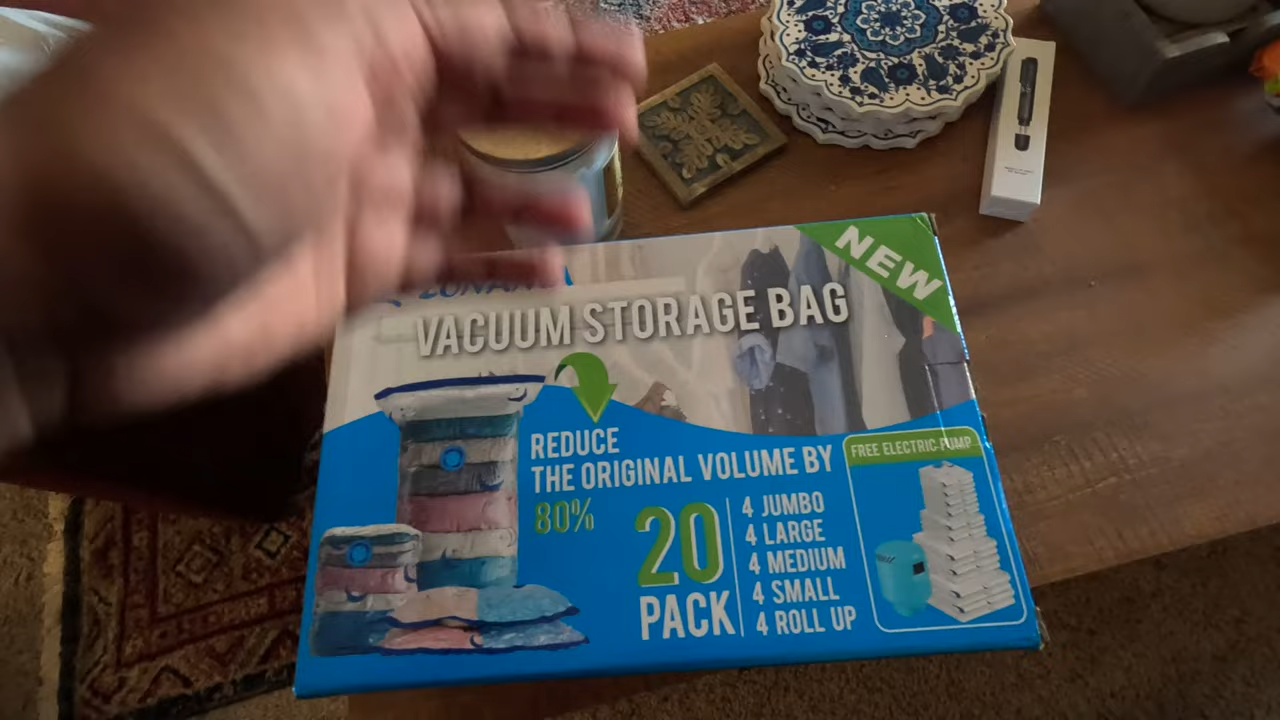 VACUUM STORAGE BAG
NEW
REDUCE
THE ORIGINAL VOLUME BY
80%
20
PACK
4 JUMBO
4 LARGE
4 MEDIUM
4 SMALL
4 ROLL UP
FREE ELECTRIC PUMP